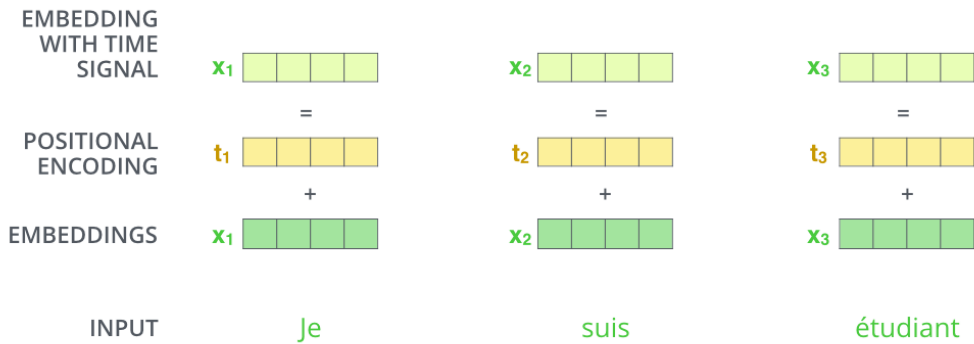 EMBEDDING
WITH TIME
SIGNAL
x₁ x₂ x₃
= = =
POSITIONAL
ENCODING
t₁ t₂ t₃
+ + +
EMBEDDINGS x₁ x₂ x₃
INPUT Je suis étudiant